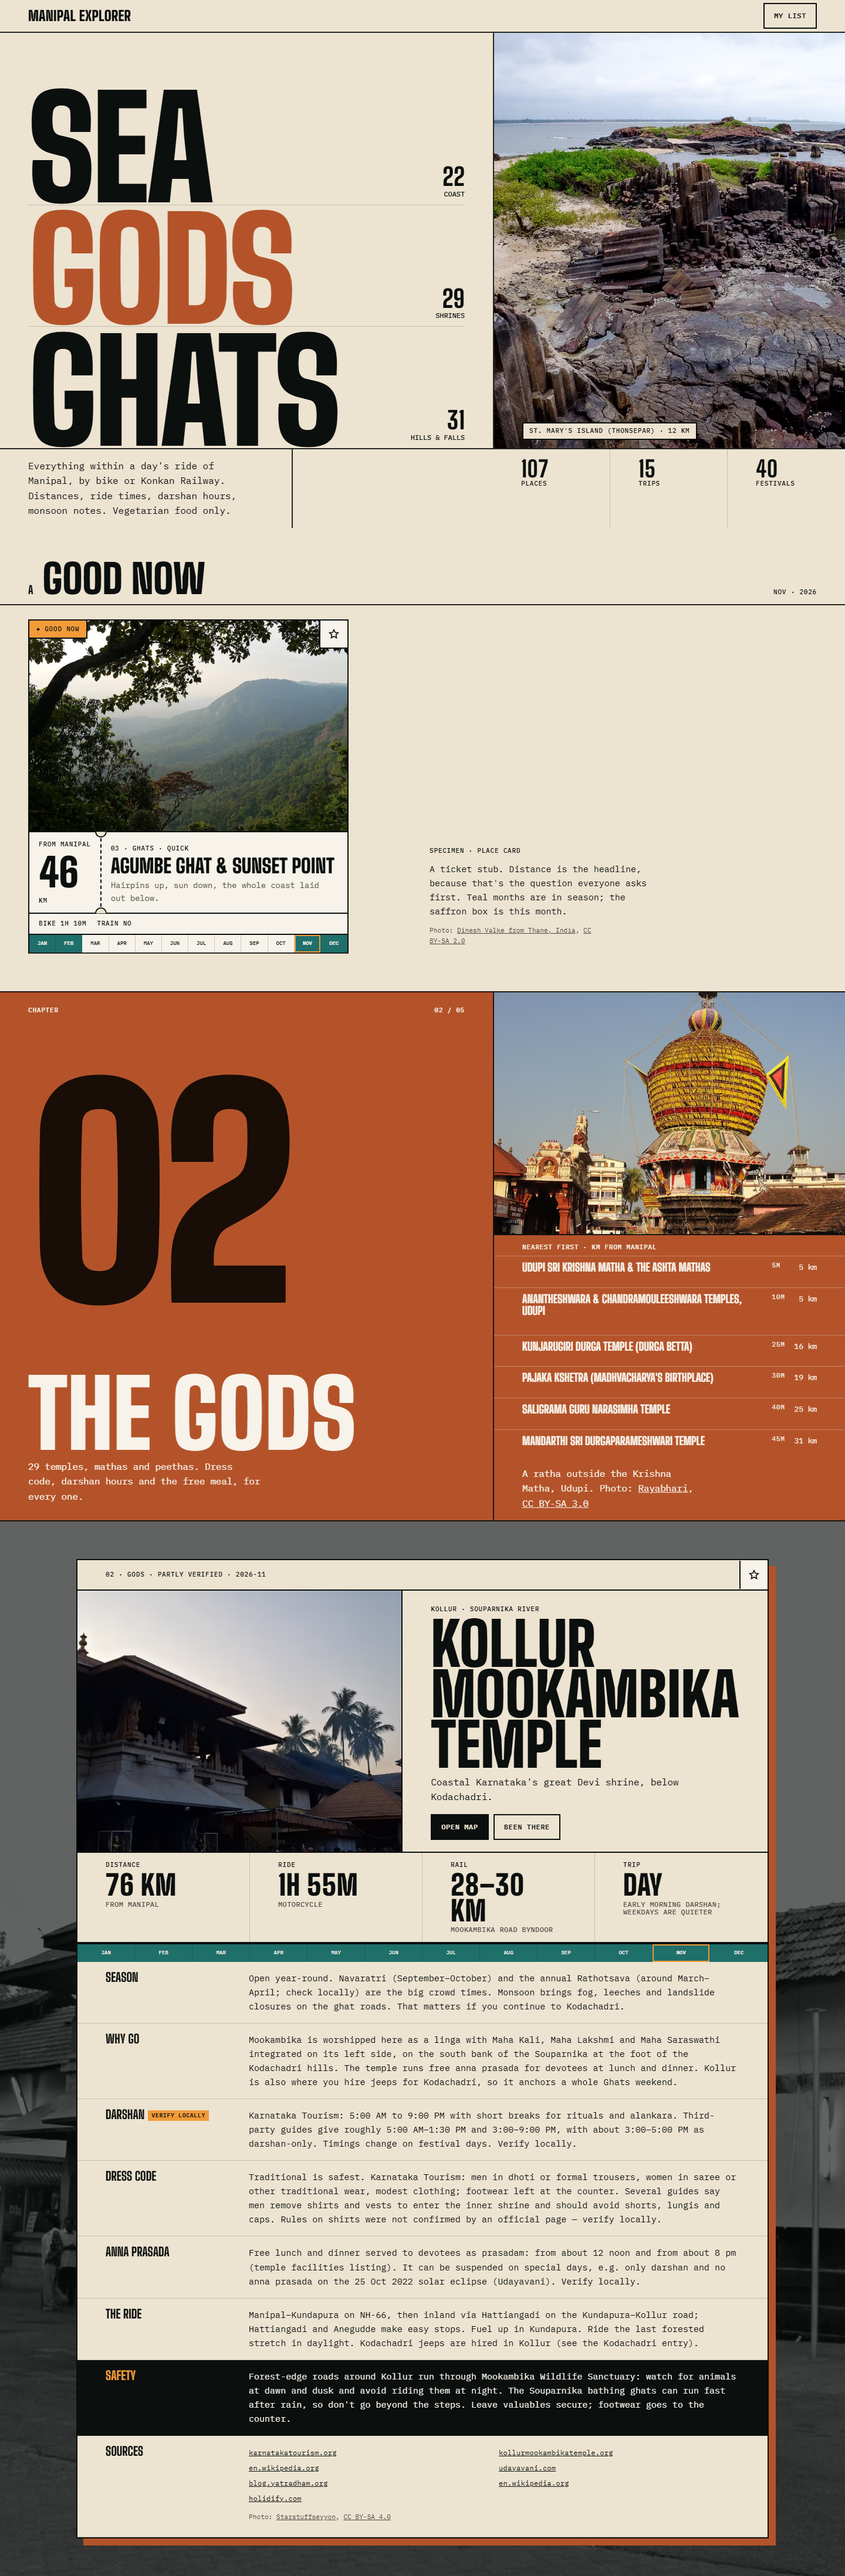 MANIPAL EXPLORER
MY LIST
SEA
22
COAST
GODS
29
SHRINES
GHATS
31
HILLS & FALLS
ST. MARY'S ISLAND (THONSEPAR) · 12 KM
Everything within a day's ride of
Manipal, by bike or Konkan Railway.
Distances, ride times, darshan hours,
monsoon notes. Vegetarian food only.
107
PLACES
15
TRIPS
40
FESTIVALS
A GOOD NOW
NOV · 2026
★ GOOD NOW
FROM MANIPAL
46
KM
03 · GHATS · QUICK
AGUMBE GHAT & SUNSET POINT
Hairpins up, sun down, the whole coast laid
out below.
BIKE 1H 10M TRAIN NO
JAN FEB MAR APR MAY JUN JUL AUG SEP OCT NOV DEC
SPECIMEN · PLACE CARD
A ticket stub. Distance is the headline,
because that's the question everyone asks
first. Teal months are in season; the
saffron box is this month.
Photo: Dinesh Valke from Thane, India, CC
BY-SA 2.0
CHAPTER
02 / 05
02
THE GODS
29 temples, mathas and peethas. Dress
code, darshan hours and the free meal, for
every one.
NEAREST FIRST · KM FROM MANIPAL
UDUPI SRI KRISHNA MATHA & THE ASHTA MATHAS 5M 5 km
ANANTHESHWARA & CHANDRAMOULEESHWARA TEMPLES, 10M 5 km
UDUPI
KUNJARUGIRI DURGA TEMPLE (DURGA BETTA) 25M 16 km
PAJAKA KSHETRA (MADHVACHARYA'S BIRTHPLACE) 30M 19 km
SALIGRAMA GURU NARASIMHA TEMPLE 40M 25 km
MANDARTHI SRI DURGAPARAMESHWARI TEMPLE 45M 31 km
A ratha outside the Krishna
Matha, Udupi. Photo: Rayabhari,
CC BY-SA 3.0
02 · GODS · PARTLY VERIFIED · 2026-11
KOLLUR · SOUPARNIKA RIVER
KOLLUR
MOOKAMBIKA
TEMPLE
Coastal Karnataka's great Devi shrine, below
Kodachadri.
OPEN MAP
BEEN THERE
DISTANCE
76 KM
FROM MANIPAL
RIDE
1H 55M
MOTORCYCLE
RAIL
28–30
KM
MOOKAMBIKA ROAD BYNDOOR
TRIP
DAY
EARLY MORNING DARSHAN;
WEEKDAYS ARE QUIETER
JAN FEB MAR APR MAY JUN JUL AUG SEP OCT NOV DEC
SEASON
Open year-round. Navaratri (September–October) and the annual Rathotsava (around March–
April; check locally) are the big crowd times. Monsoon brings fog, leeches and landslide
closures on the ghat roads. That matters if you continue to Kodachadri.
WHY GO
Mookambika is worshipped here as a linga with Maha Kali, Maha Lakshmi and Maha Saraswathi
integrated on its left side, on the south bank of the Souparnika at the foot of the
Kodachadri hills. The temple runs free anna prasada for devotees at lunch and dinner. Kollur
is also where you hire jeeps for Kodachadri, so it anchors a whole Ghats weekend.
DARSHAN VERIFY LOCALLY
Karnataka Tourism: 5:00 AM to 9:00 PM with short breaks for rituals and alankara. Third-
party guides give roughly 5:00 AM–1:30 PM and 3:00–9:00 PM, with about 3:00–5:00 PM as
darshan-only. Timings change on festival days. Verify locally.
DRESS CODE
Traditional is safest. Karnataka Tourism: men in dhoti or formal trousers, women in saree or
other traditional wear, modest clothing; footwear left at the counter. Several guides say
men remove shirts and vests to enter the inner shrine and should avoid shorts, lungis and
caps. Rules on shirts were not confirmed by an official page — verify locally.
ANNA PRASADA
Free lunch and dinner served to devotees as prasadam: from about 12 noon and from about 8 pm
(temple facilities listing). It can be suspended on special days, e.g. only darshan and no
anna prasada on the 25 Oct 2022 solar eclipse (Udayavani). Verify locally.
THE RIDE
Manipal–Kundapura on NH-66, then inland via Hattiangadi on the Kundapura–Kollur road;
Hattiangadi and Anegudde make easy stops. Fuel up in Kundapura. Ride the last forested
stretch in daylight. Kodachadri jeeps are hired in Kollur (see the Kodachadri entry).
SAFETY
Forest-edge roads around Kollur run through Mookambika Wildlife Sanctuary: watch for animals
at dawn and dusk and avoid riding them at night. The Souparnika bathing ghats can run fast
after rain, so don't go beyond the steps. Leave valuables secure; footwear goes to the
counter.
SOURCES
karnatakatourism.org
kollurmookambikatemple.org
en.wikipedia.org
udayavani.com
blog.yatradham.org
en.wikipedia.org
holidify.com
Photo: Starstuffsevvon, CC BY-SA 4.0